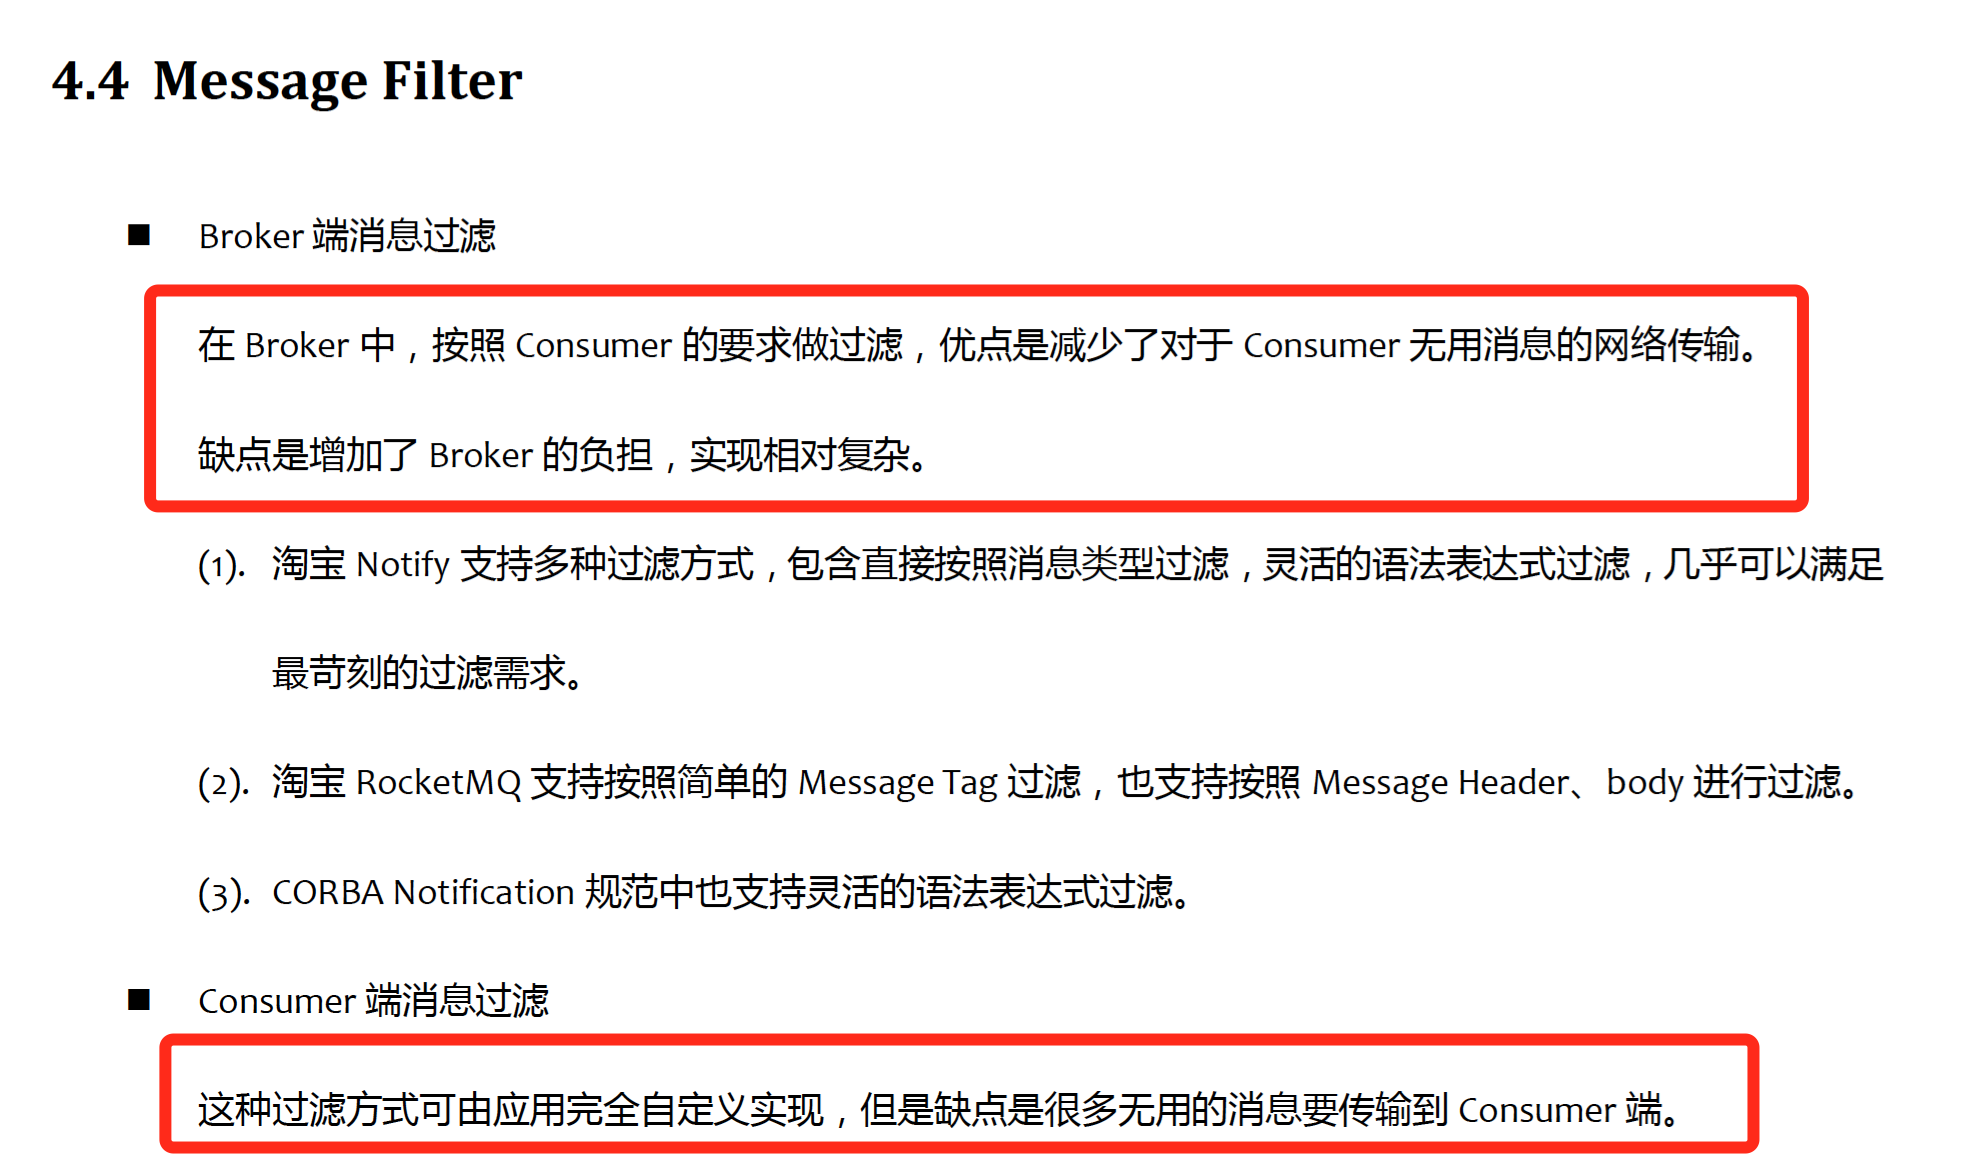 4.4 Message Filter
■ Broker 端消息过滤
在 Broker 中，按照 Consumer 的要求做过滤，优点是减少了对于 Consumer 无用消息的网络传输。
缺点是增加了 Broker 的负担，实现相对复杂。
(1). 淘宝 Notify 支持多种过滤方式，包含直接按照消息类型过滤，灵活的语法表达式过滤，几乎可以满足
最苛刻的过滤需求。
(2). 淘宝 RocketMQ 支持按照简单的 Message Tag 过滤，也支持按照 Message Header、body 进行过滤。
(3). CORBA Notification 规范中也支持灵活的语法表达式过滤。
■ Consumer 端消息过滤
这种过滤方式可由应用完全自定义实现，但是缺点是很多无用的消息要传输到 Consumer 端。